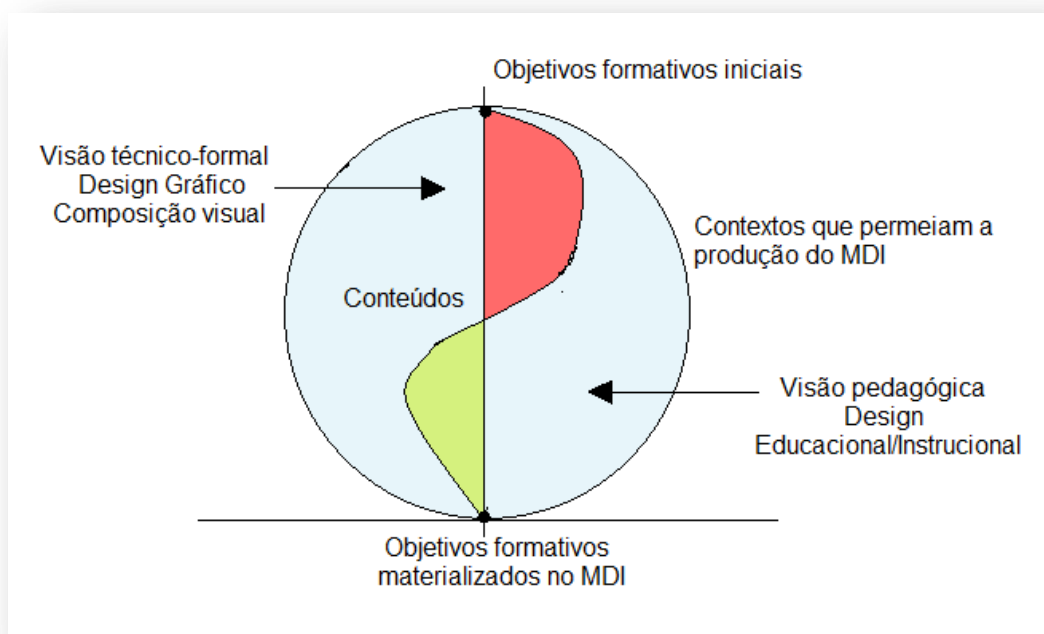 Objetivos formativos iniciais
Visão técnico-formal
Design Gráfico
Composição visual
Contextos que permeiam a
produção do MDI
Conteúdos
Visão pedagógica
Design
Educacional/Instrucional
Objetivos formativos
materializados no MDI